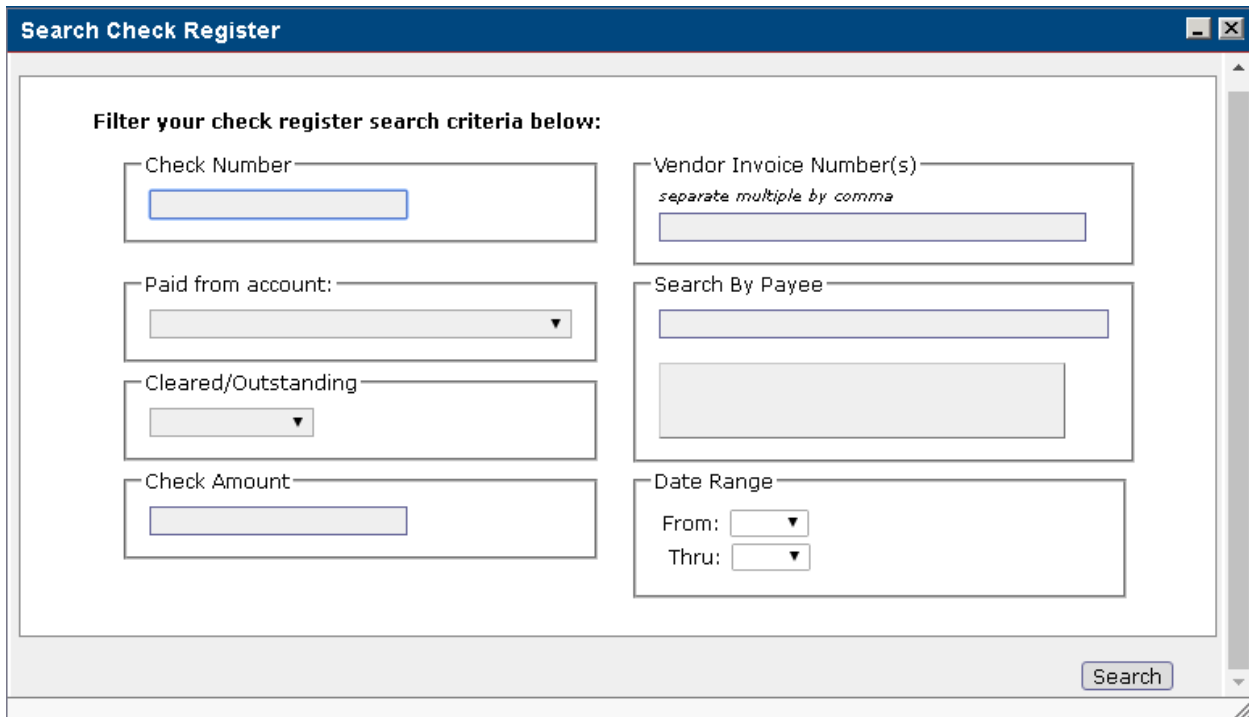 Search Check Register
Filter your check register search criteria below:
Check Number
Vendor Invoice Number(s)
separate multiple by comma
Paid from account:
Search By Payee
Cleared/Outstanding
Check Amount
Date Range
From:
Thru:
Search